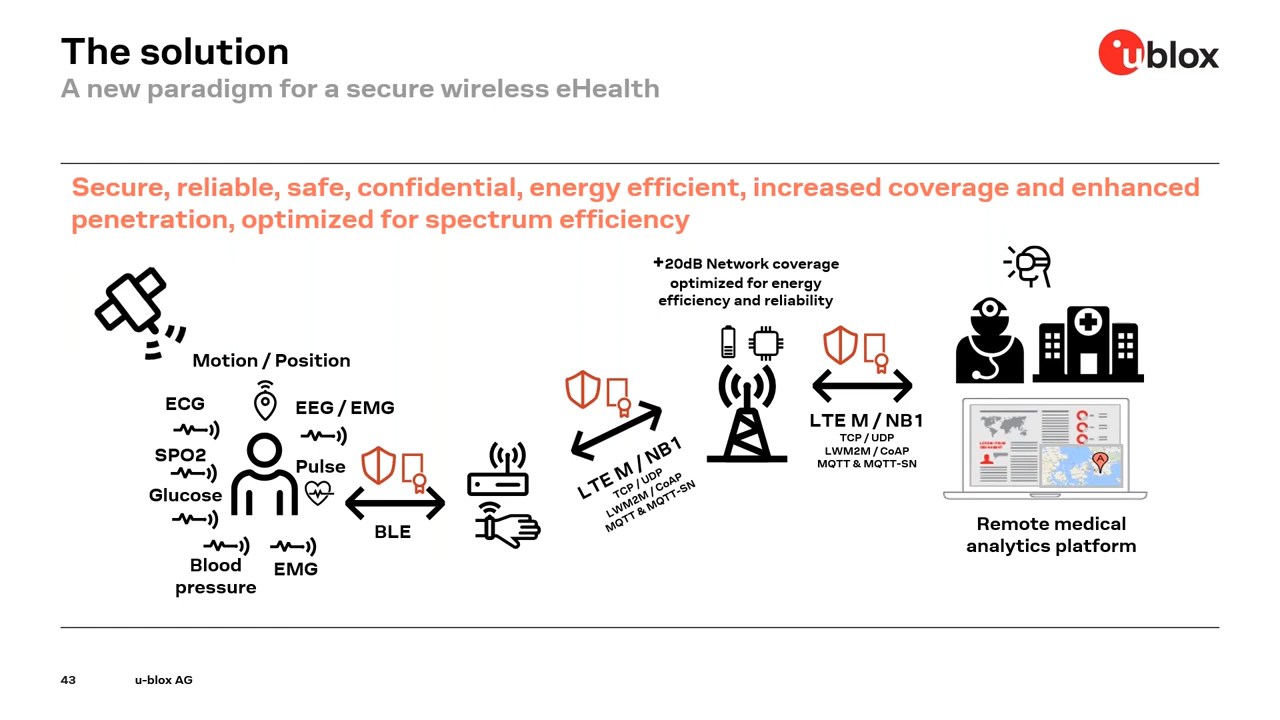 The solution
A new paradigm for a secure wireless eHealth
ublox
Secure, reliable, safe, confidential, energy efficient, increased coverage and enhanced
penetration, optimized for spectrum efficiency
+20dB Network coverage
optimized for energy
efficiency and reliability
Motion / Position
ECG
EEG / EMG
SPO2
Pulse
Glucose
Blood
pressure
EMG
BLE
LTE M / NB1
TCP / UDP
LWM2M / CoAP
MQTT & MQTT-SN
LTE M / NB1
TCP / UDP
LWM2M / CoAP
MQTT & MQTT-SN
A
Remote medical
analytics platform
43
u-blox AG